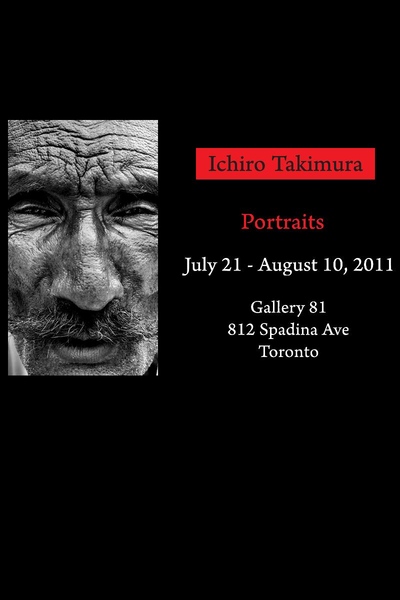 Ichiro Takimura
Portraits
July 21 - August 10, 2011
Gallery 81
812 Spadina Ave
Toronto